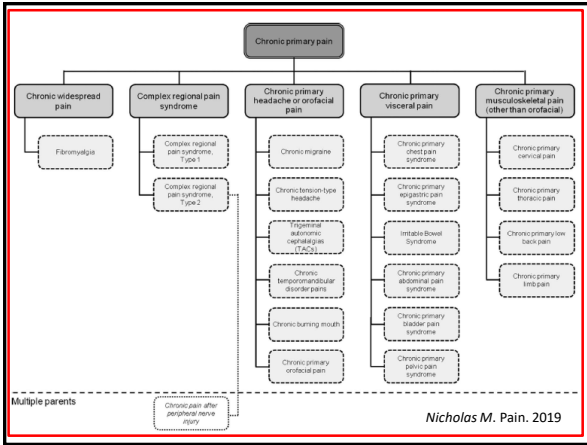 Chronic primary pain
Chronic widespread
pain
Complex regional pain
syndrome
Chronic primary
headache or orofacial
pain
Chronic primary
visceral pain
Chronic primary
musculoskeletal pain
(other than orofacial)
Fibromyalgia
Complex regional
pain syndrome,
Type 1
Complex regional
pain syndrome,
Type 2
Chronic migraine
Chronic tension-type
headache
Trigeminal
autonomic
cephalalgias
(TACs)
Chronic
temporomandibular
disorder pains
Chronic burning mouth
Chronic primary
orofacial pain
Chronic primary
chest pain
syndrome
Chronic primary
epigastric pain
syndrome
Irritable Bowel
Syndrome
Chronic primary
abdominal pain
syndrome
Chronic primary
bladder pain
syndrome
Chronic primary
pelvic pain
syndrome
Chronic primary
cervical pain
Chronic primary
thoracic pain
Chronic primary low
back pain
Chronic primary
limb pain
Multiple parents
Chronic pain after
peripheral nerve
injury
Nicholas M. Pain. 2019